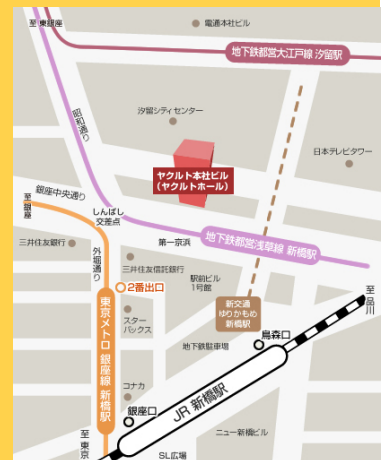 至 東銀座
電通本社ビル
地下鉄都営大江戸線 汐留駅
昭和通り
汐留シティセンター
日本テレビタワー
ヤクルト本社ビル
(ヤクルトホール)
銀座中央通り
至 銀座
しんばし
交差点
地下鉄都営浅草線 新橋駅
三井住友銀行
外堀通り
第一京浜
三井住友信託銀行
駅前ビル
1号館
2番出口
至 品川
東京メトロ 銀座線 新橋駅
スター
バックス
新交通
ゆりかもめ
新橋駅
烏森口
地下鉄駐車場
コナカ
JR 新橋駅
銀座口
ニュー新橋ビル
至 東京
SL広場